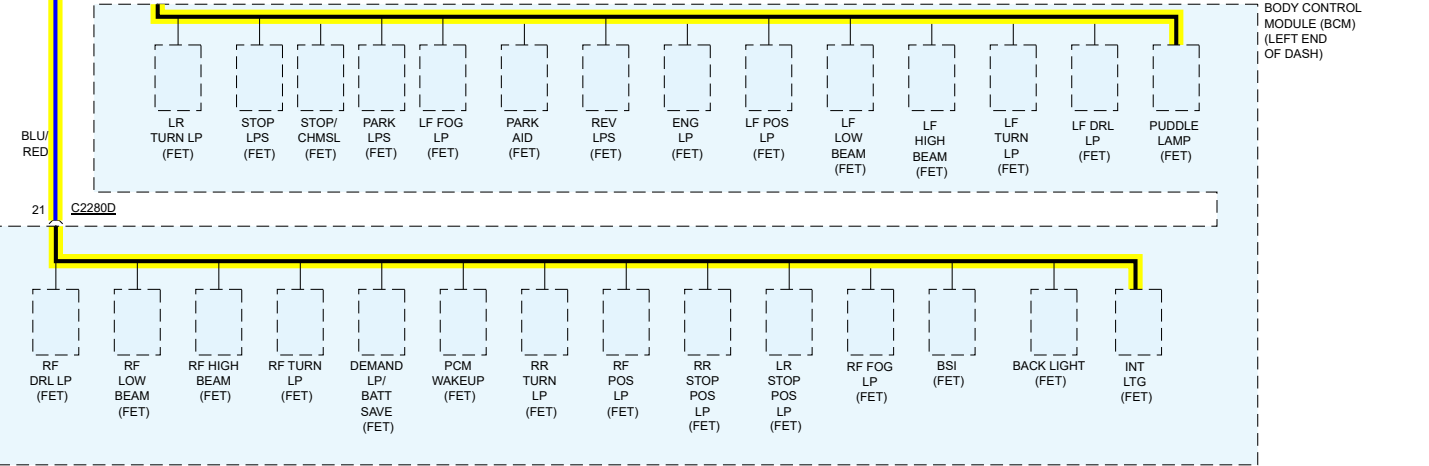 BODY CONTROL
MODULE (BCM)
(LEFT END
OF DASH)
LR
TURN LP
(FET)
STOP
LPS
(FET)
STOP/
CHMSL
(FET)
PARK
LPS
(FET)
LF FOG
LP
(FET)
PARK
AID
(FET)
REV
LPS
(FET)
ENG
LP
(FET)
LF POS
LP
(FET)
LF
LOW
BEAM
(FET)
LF
HIGH
BEAM
(FET)
LF
TURN
LP
(FET)
LF DRL
LP
(FET)
PUDDLE
LAMP
(FET)
BLU/
RED
21 C2280D
RF
DRL LP
(FET)
RF
LOW
BEAM
(FET)
RF HIGH
BEAM
(FET)
RF TURN
LP
(FET)
DEMAND
LP/
BATT
SAVE
(FET)
PCM
WAKEUP
(FET)
RR
TURN
LP
(FET)
RF
POS
LP
(FET)
RR
STOP
POS
LP
(FET)
LR
STOP
POS
LP
(FET)
RF FOG
LP
(FET)
BSI
(FET)
BACK LIGHT
(FET)
INT
LTG
(FET)